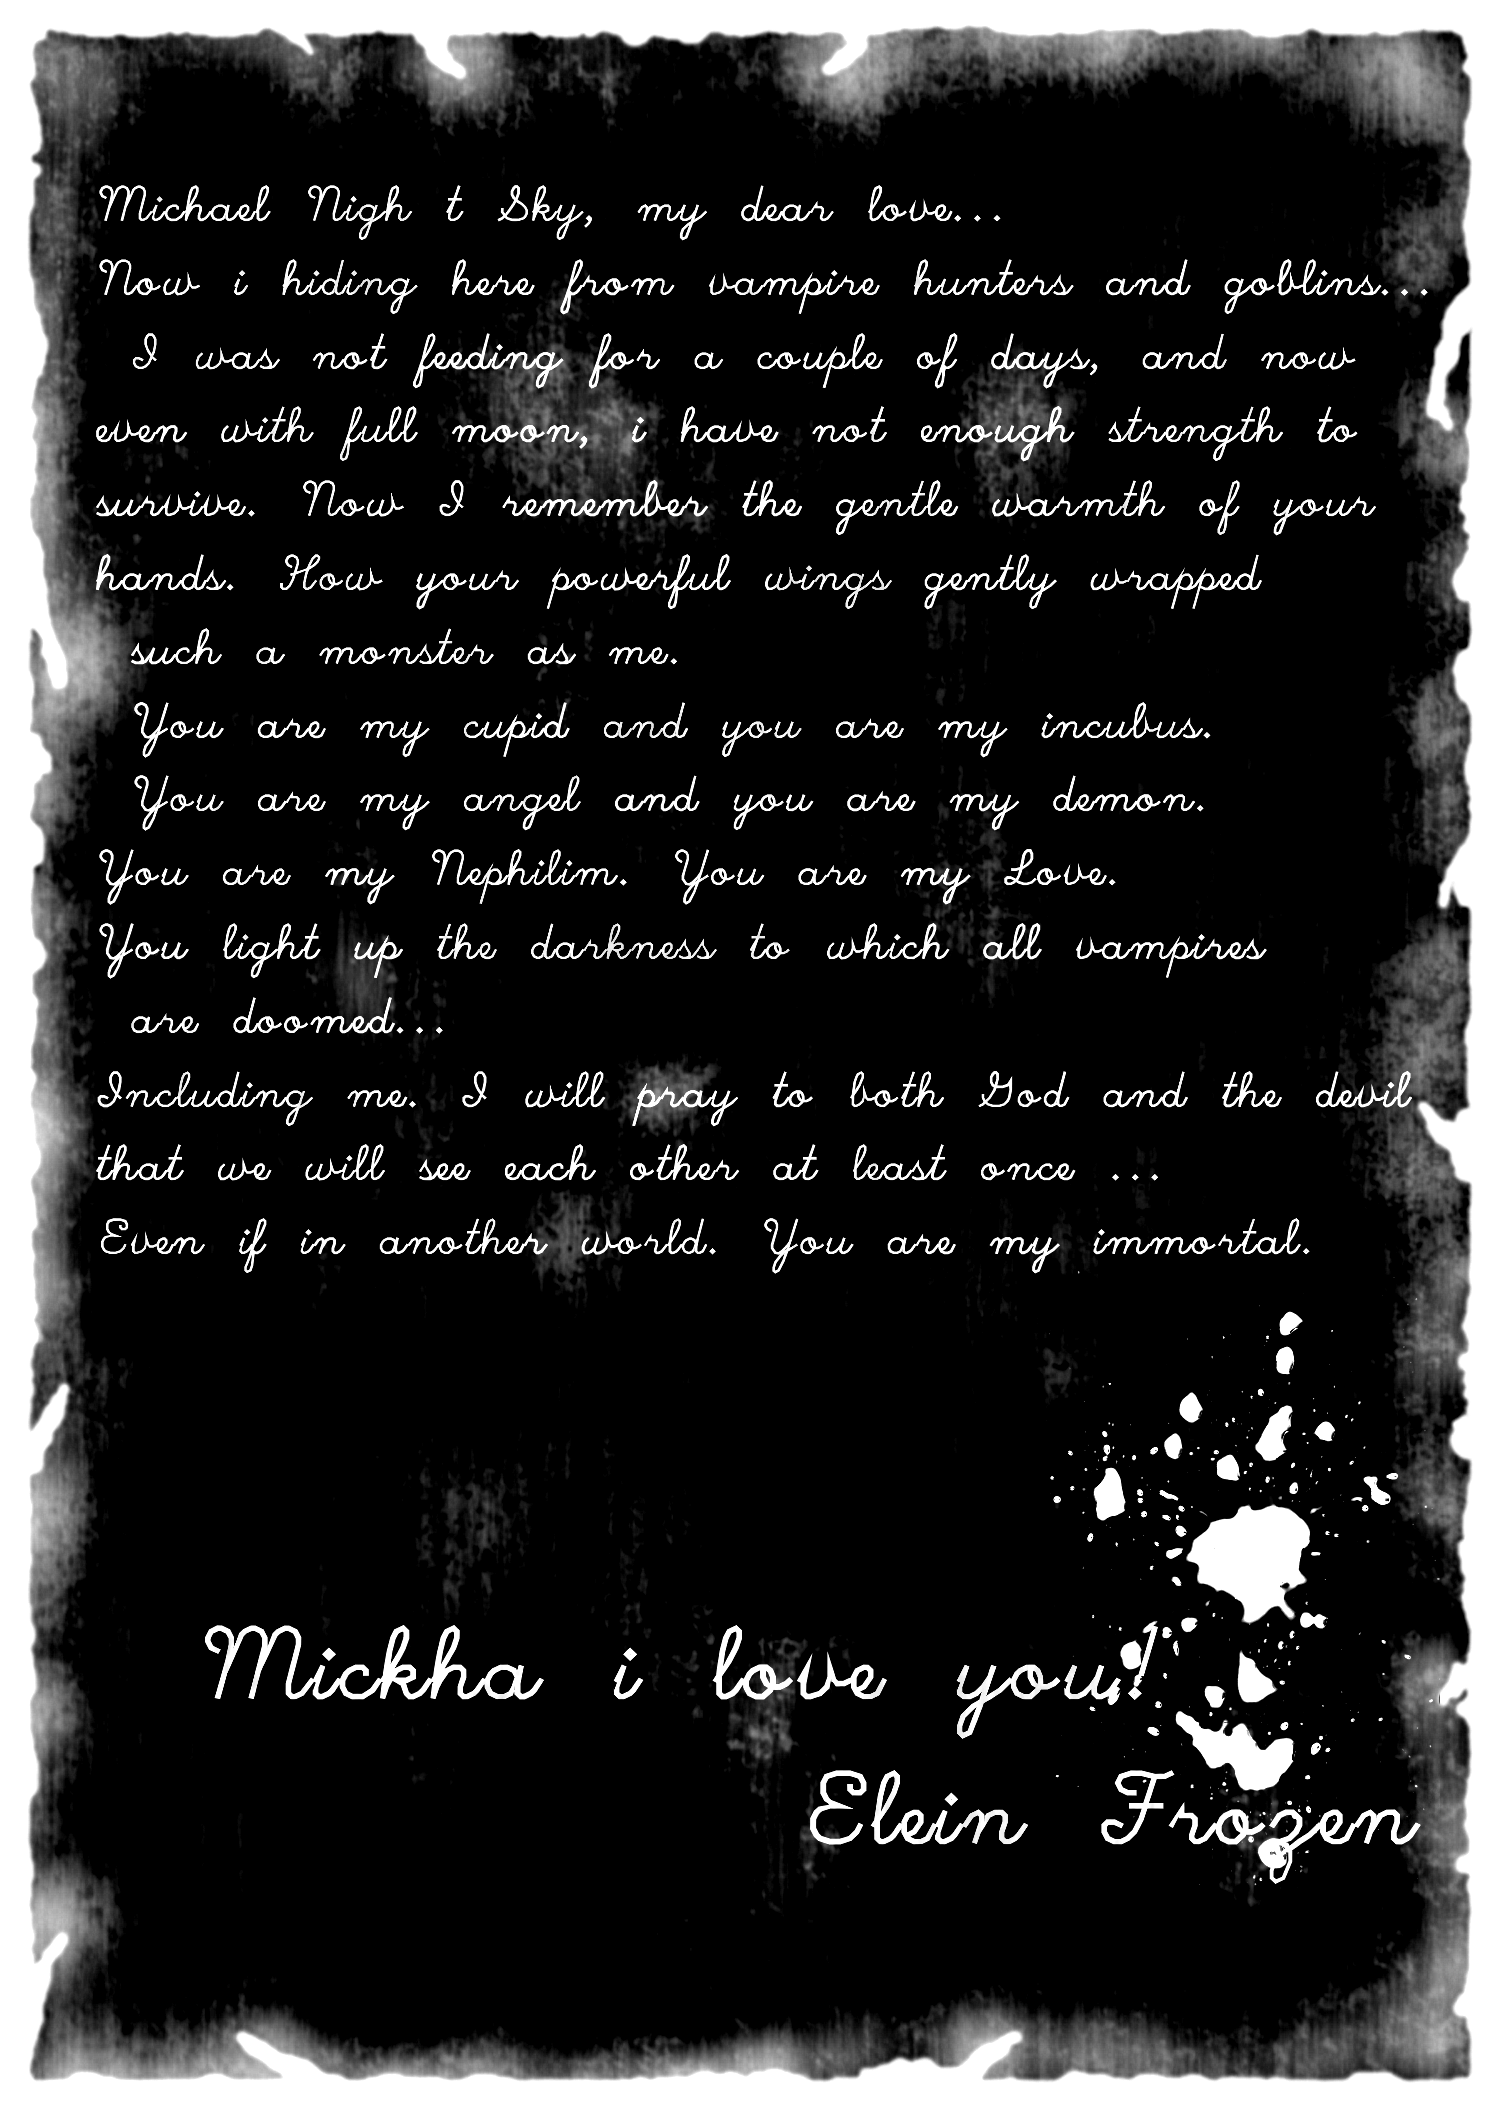 Michael Nigh t Sky, my dear love...
Now i hiding here from vampire hunters and goblins...
I was not feeding for a couple of days, and now
even with full moon, i have not enough strength to
survive. Now I remember the gentle warmth of your
hands. How your powerful wings gently wrapped
such a monster as me.
You are my cupid and you are my incubus.
You are my angel and you are my demon.
You are my Nephilim. You are my Love.
You light up the darkness to which all vampires
are doomed...
Including me. I will pray to both God and the devil
that we will see each other at least once ...
Even if in another world. You are my immortal.
Mickha i love you!
Elein Frozen